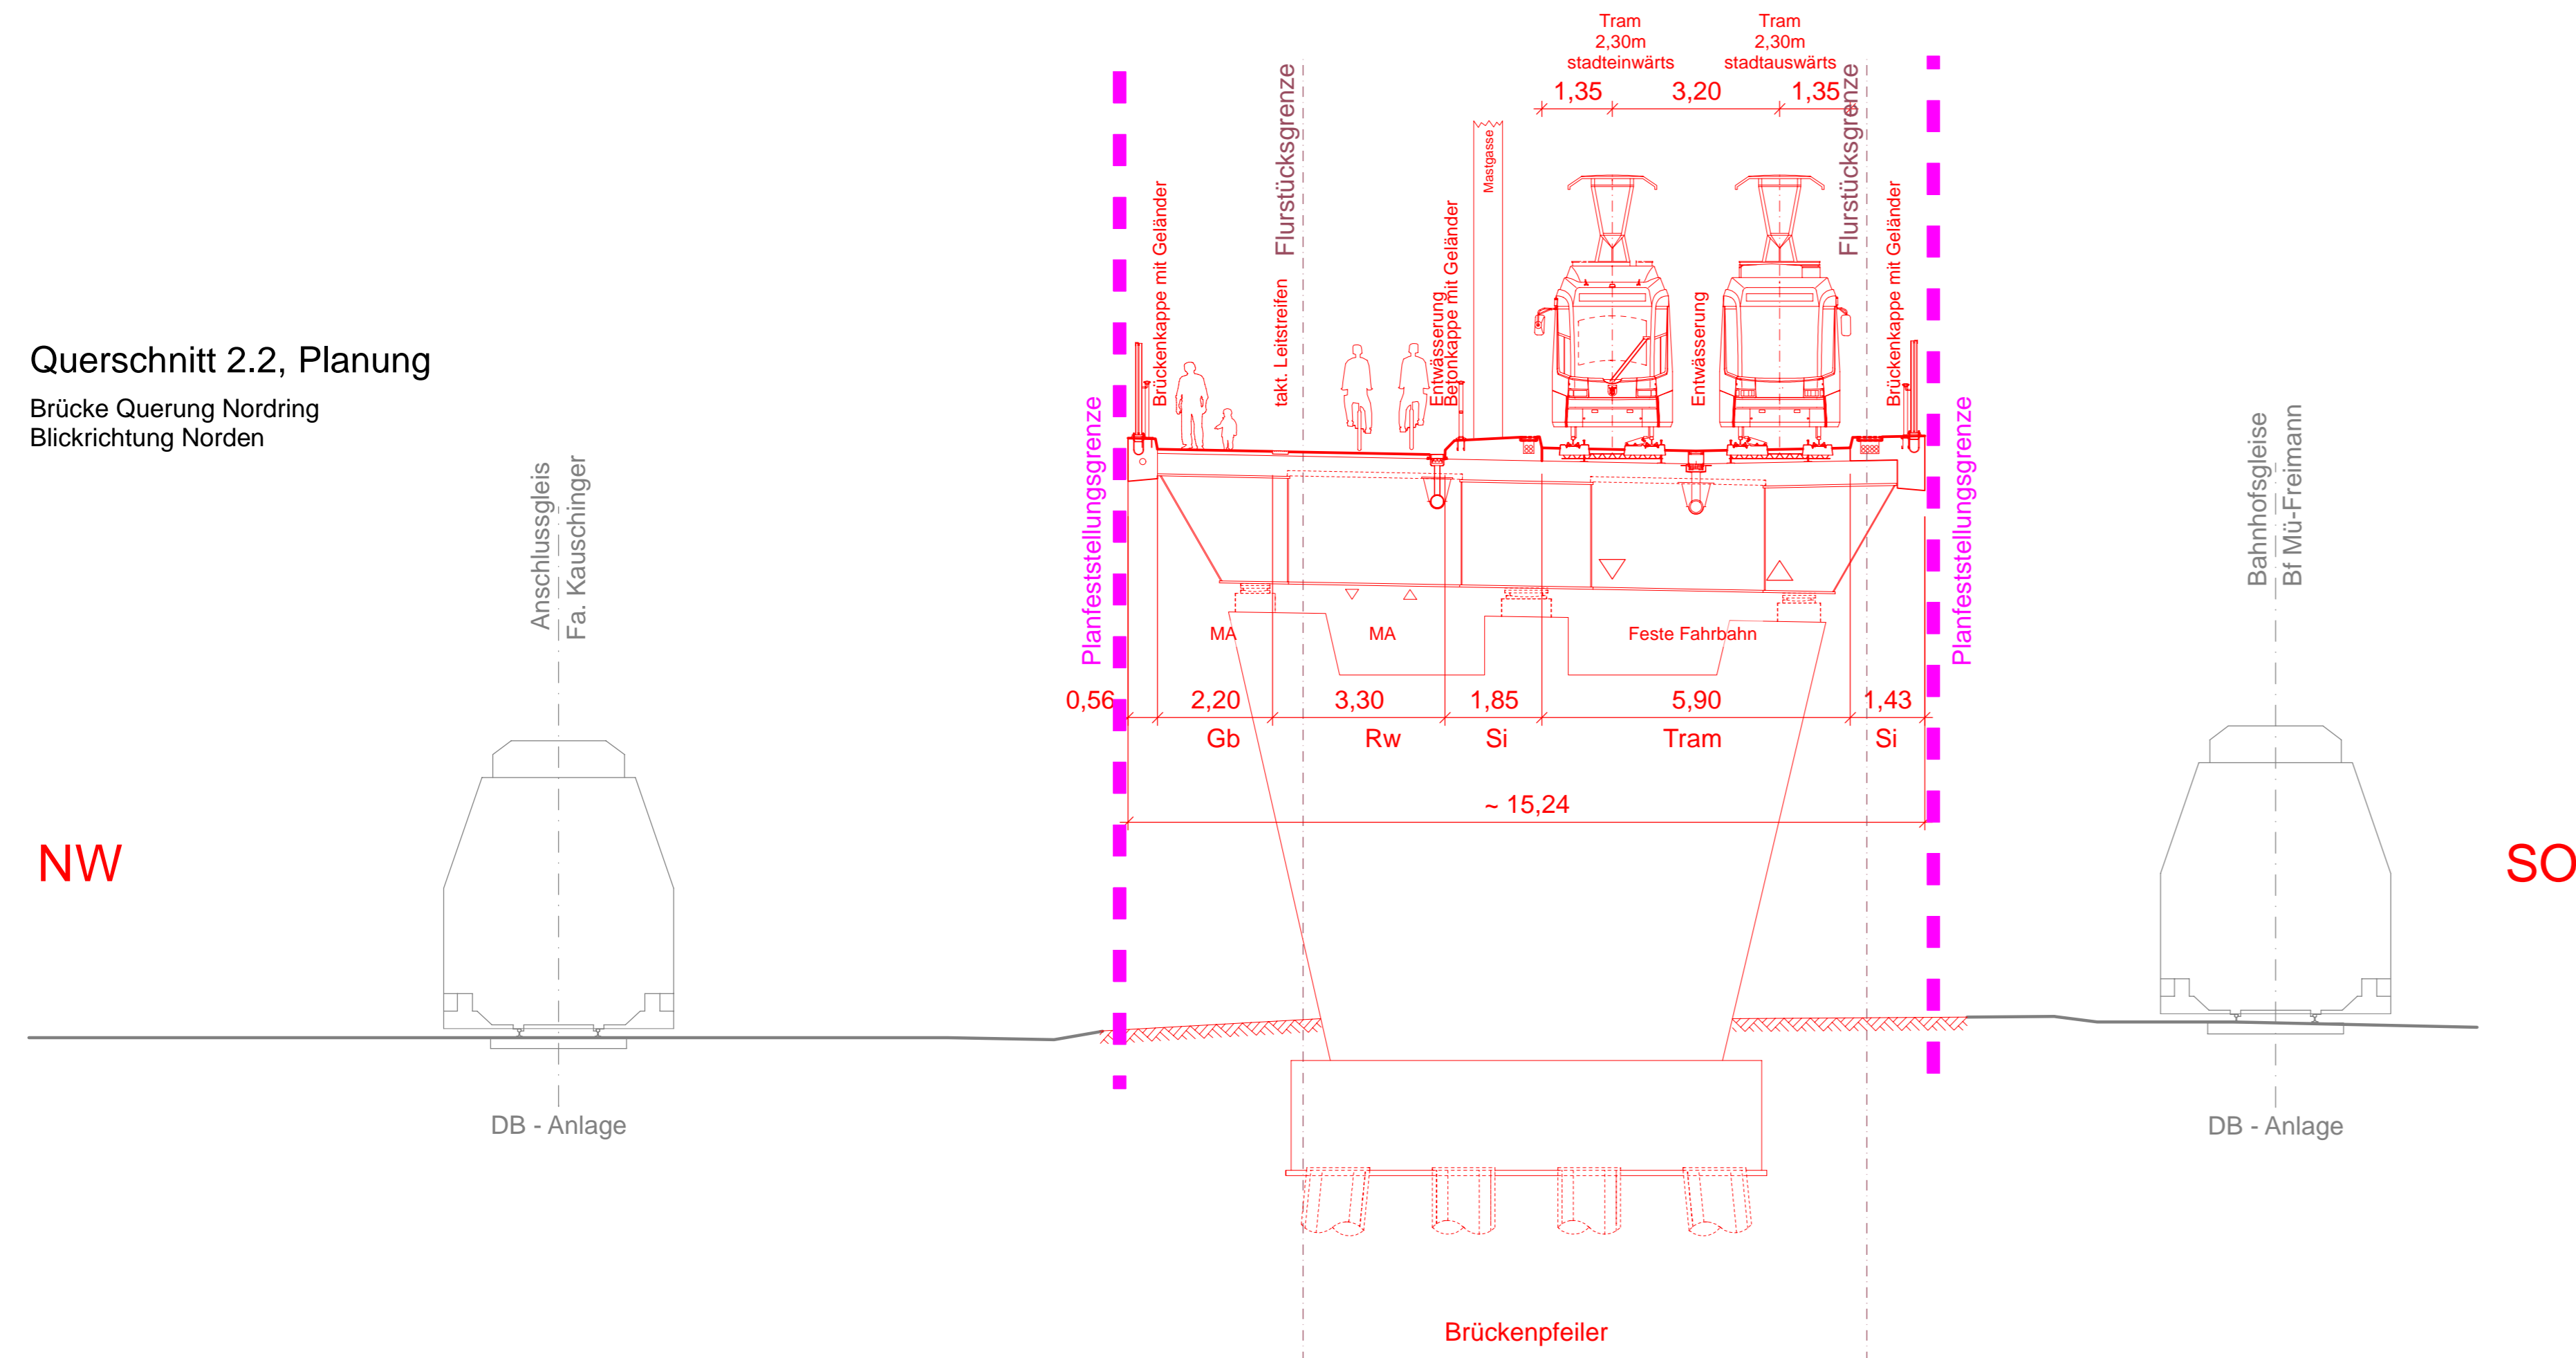 Tram
2,30m
stadteinwärts
Tram
2,30m
stadtauswärts
1,35
3,20
1,35
Flurstücksgrenze
Flurstücksgrenze
Mastgasse
Brückenkappe mit Geländer
takt. Leitstreifen
Entwässerung
Betonkappe mit Geländer
Entwässerung
Brückenkappe mit Geländer
Querschnitt 2.2, Planung
Brücke Querung Nordring
Blickrichtung Norden
Anschlussgleis
Fa. Kauschinger
Planfeststellungsgrenze
Planfeststellungsgrenze
Bahnhofsgleise
Bf Mü-Freimann
MA
MA
Feste Fahrbahn
0,56
2,20
3,30
1,85
5,90
1,43
Gb
Rw
Si
Tram
Si
~ 15,24
NW
SO
DB - Anlage
DB - Anlage
Brückenpfeiler